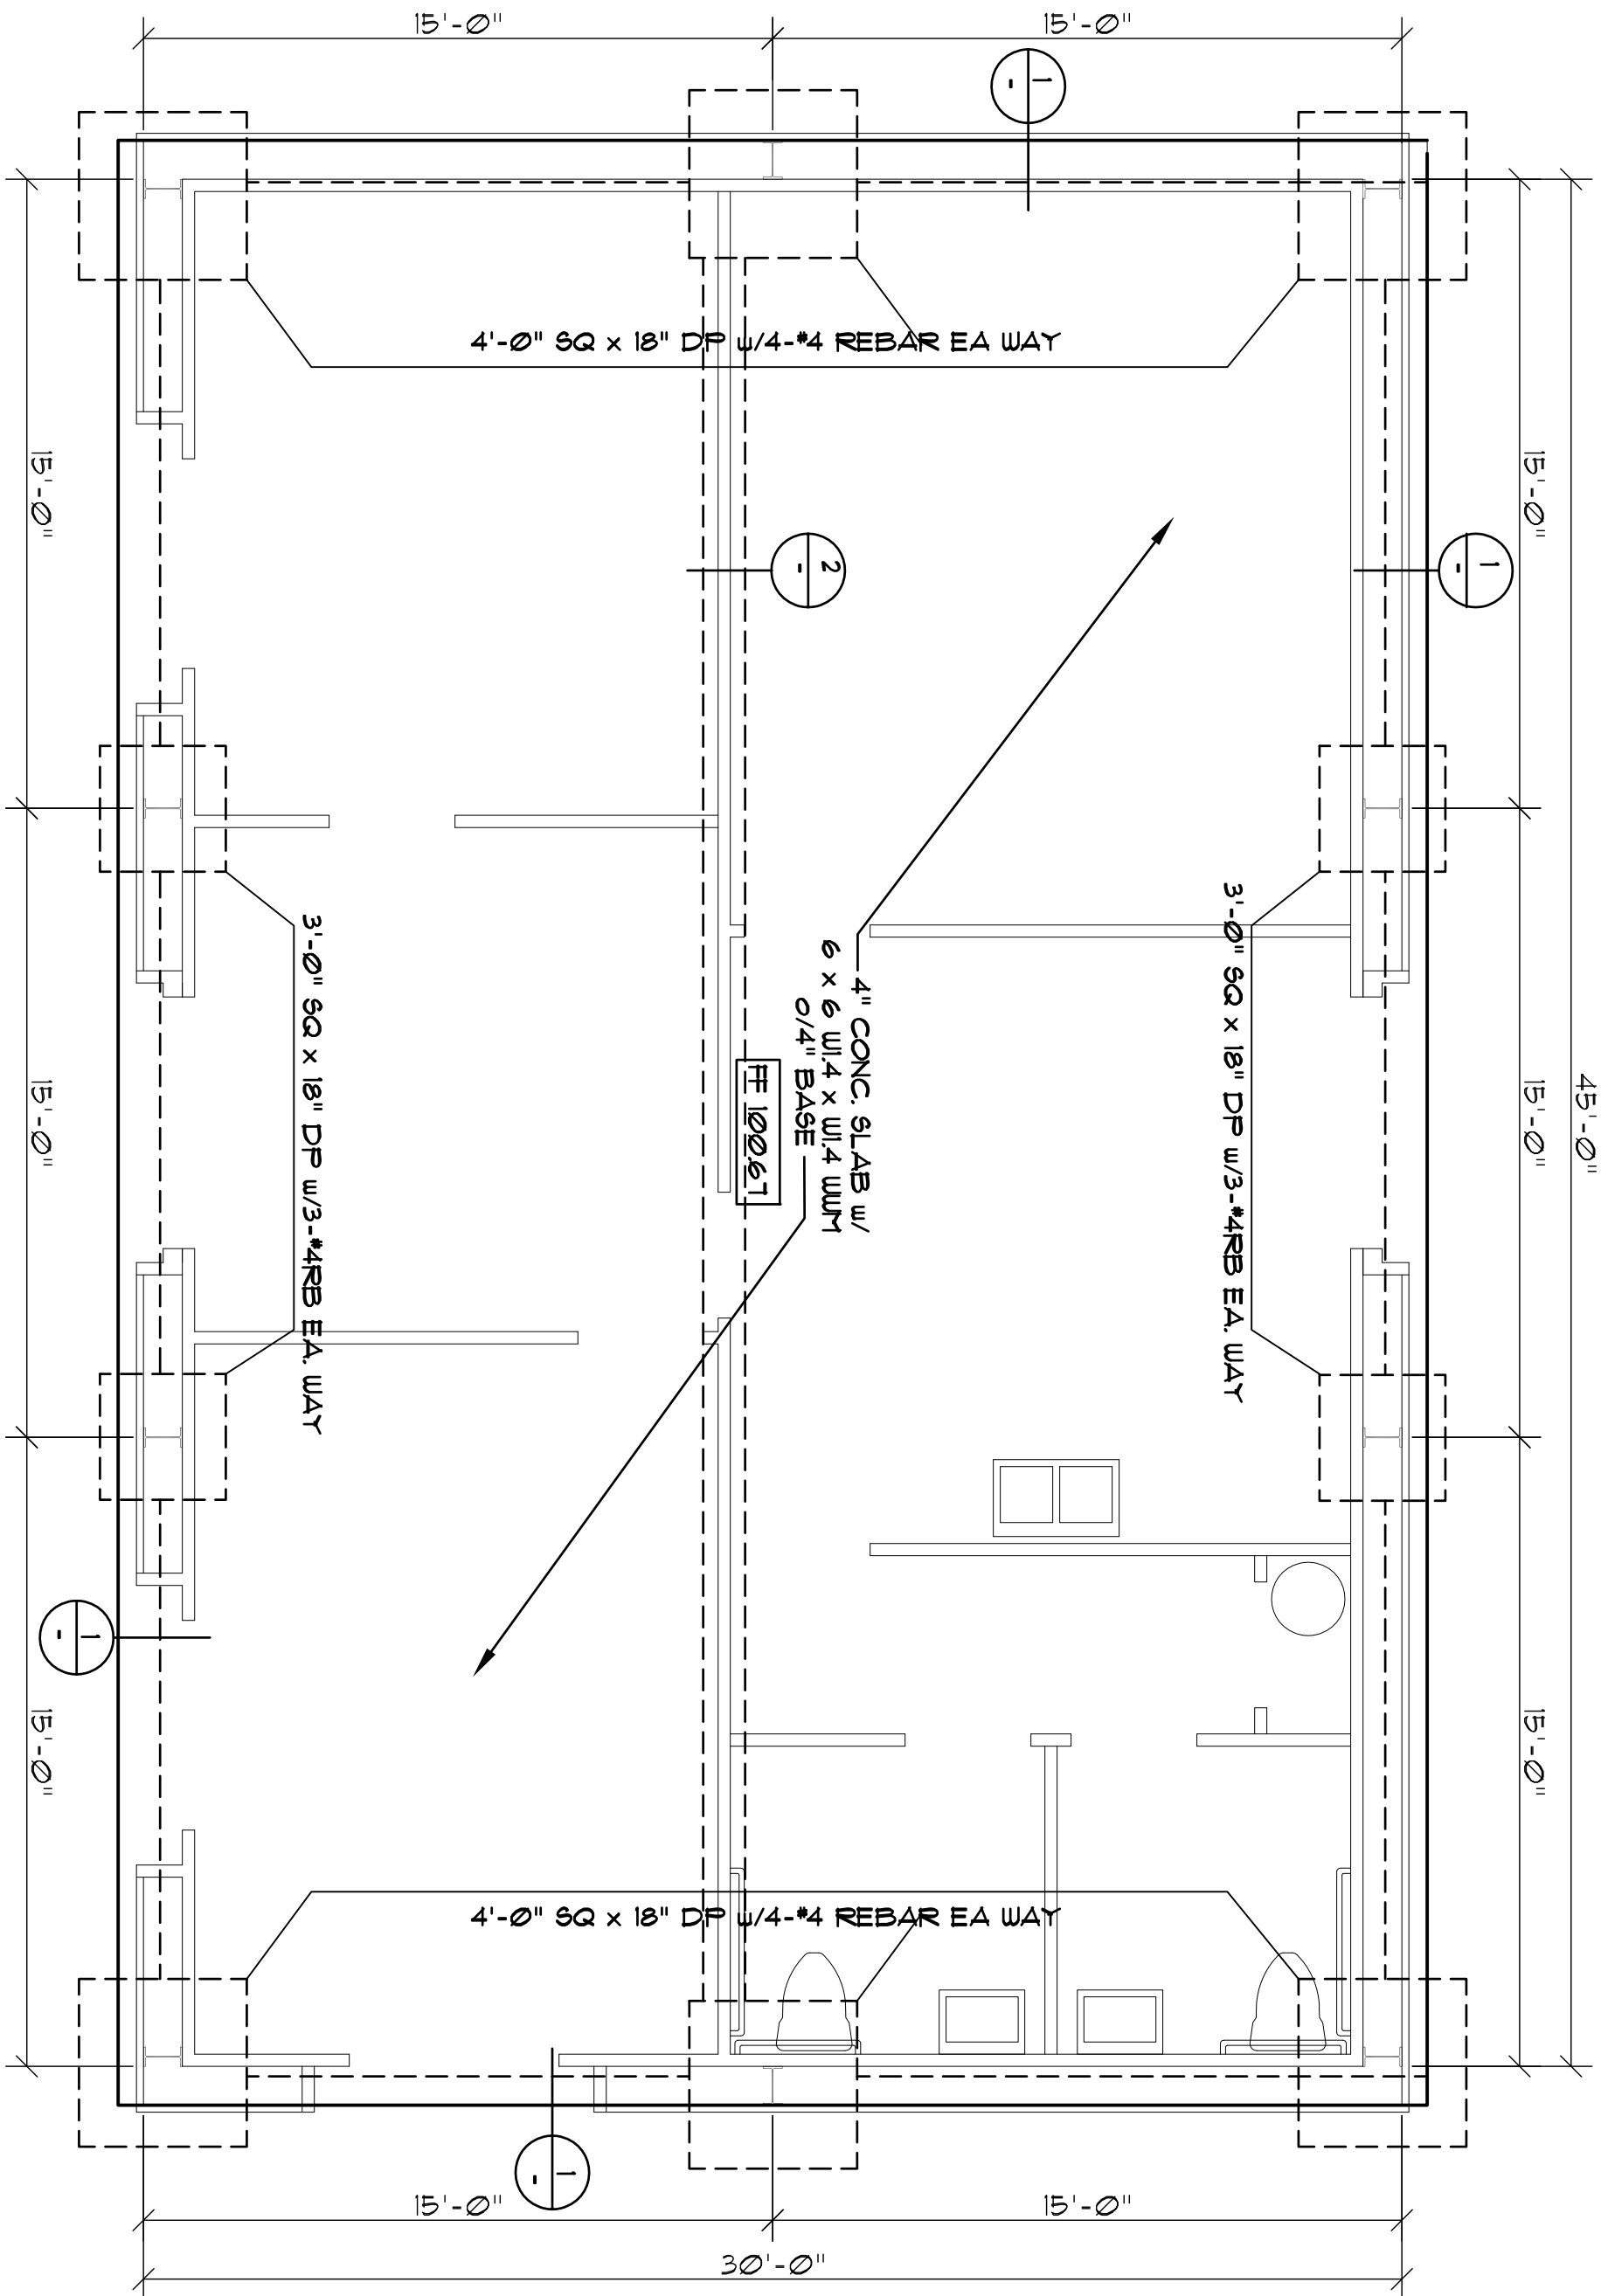 15'-0"
15'-0"
1
-
4'-0" SQ x 18" DP w/4-#4 REBAR EA WAY
15'-0"
15'-0"
2
-
1
-
3'-0" SQ x 18" DP w/3-#4RB EA. WAY
4" CONC. SLAB w/
6 x 6 W1.4 x W1.4 WWM
O/4" BASE
FF 100.67
3'-0" SQ x 18" DP w/3-#4RB EA. WAY
15'-0"
15'-0"
45'-0"
1
-
15'-0"
15'-0"
4'-0" SQ x 18" DP w/4-#4 REBAR EA WAY
1
-
15'-0"
15'-0"
30'-0"